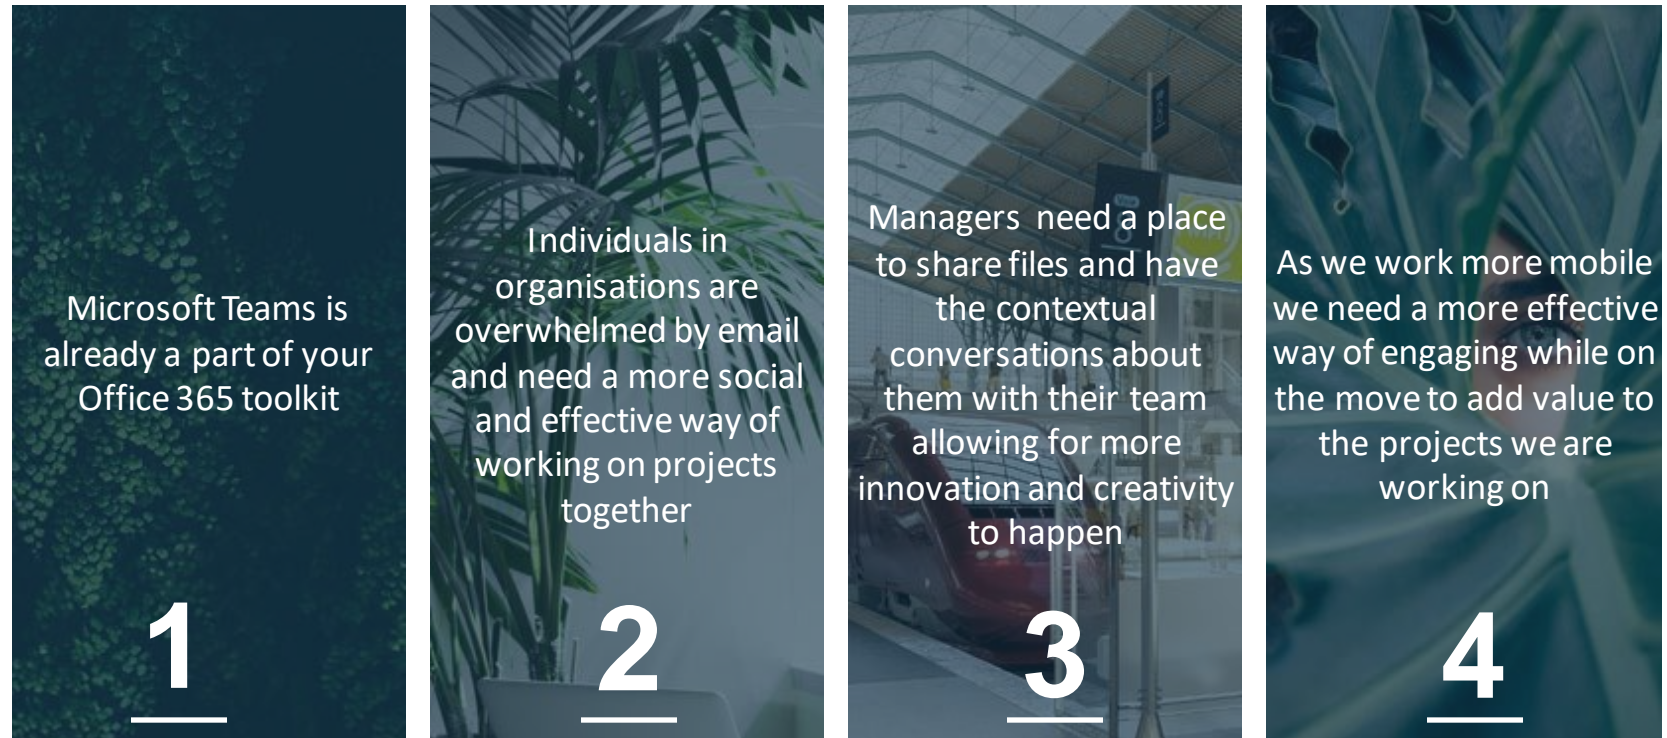 Microsoft Teams is
already a part of your
Office 365 toolkit
1
Individuals in
organisations are
overwhelmed by email
and need a more social
and effective way of
working on projects
together
2
Managers need a place
to share files and have
the contextual
conversations about
them with their team
allowing for more
innovation and creativity
to happen
3
As we work more mobile
we need a more effective
way of engaging while on
the move to add value to
the projects we are
working on
4